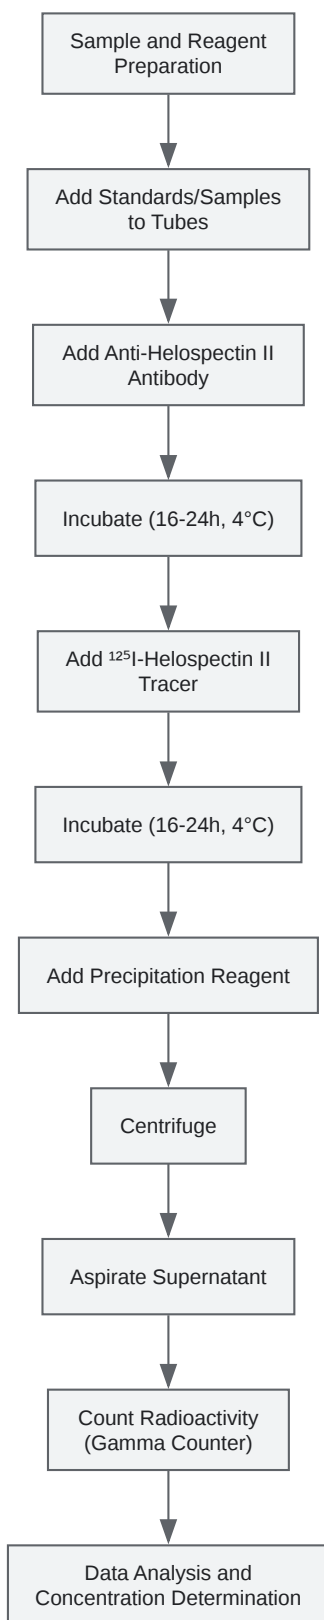 Sample and Reagent
Preparation
Add Standards/Samples
to Tubes
Add Anti-Helospectin II
Antibody
Incubate (16-24h, 4°C)
Add ¹²⁵I-Helospectin II
Tracer
Incubate (16-24h, 4°C)
Add Precipitation Reagent
Centrifuge
Aspirate Supernatant
Count Radioactivity
(Gamma Counter)
Data Analysis and
Concentration Determination